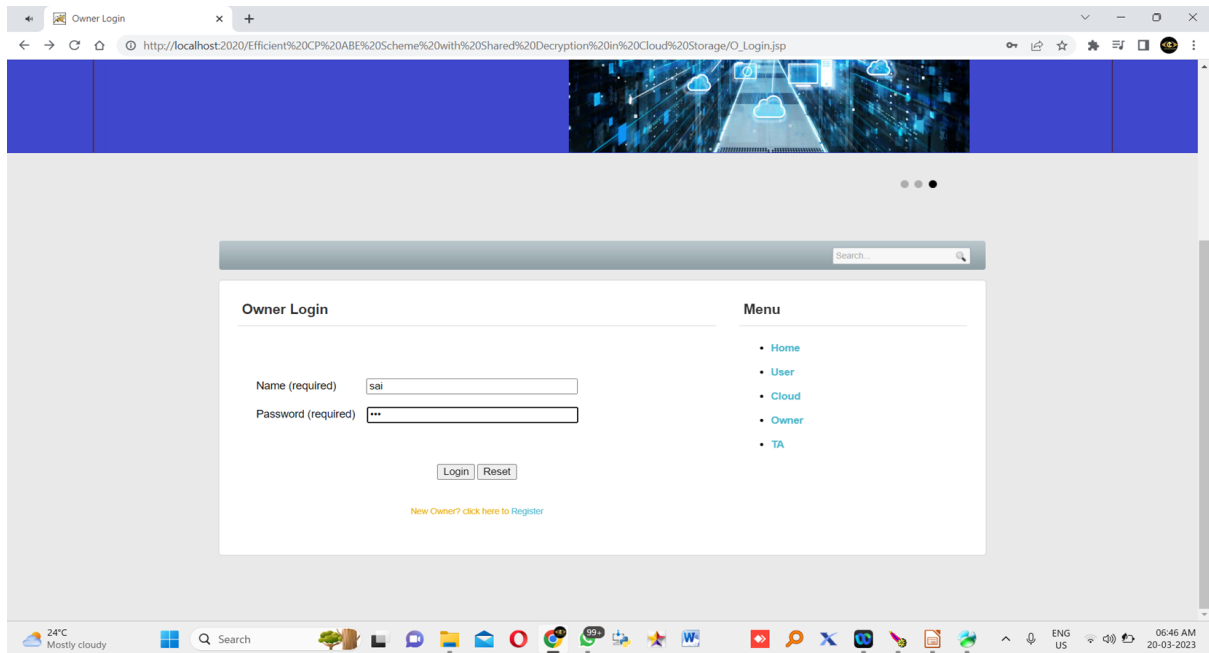 Owner Login
http://localhost:2020/Efficient%20CP%20ABE%20Scheme%20with%20Shared%20Decryption%20in%20Cloud%20Storage/O_Login.jsp
Search...
Owner Login
Menu
Home
User
Cloud
Owner
TA
Name (required) sai
Password (required) •••
Login Reset
New Owner? click here to Register
24°C
Mostly cloudy
Search
99+
W
ENG
US
06:46 AM
20-03-2023